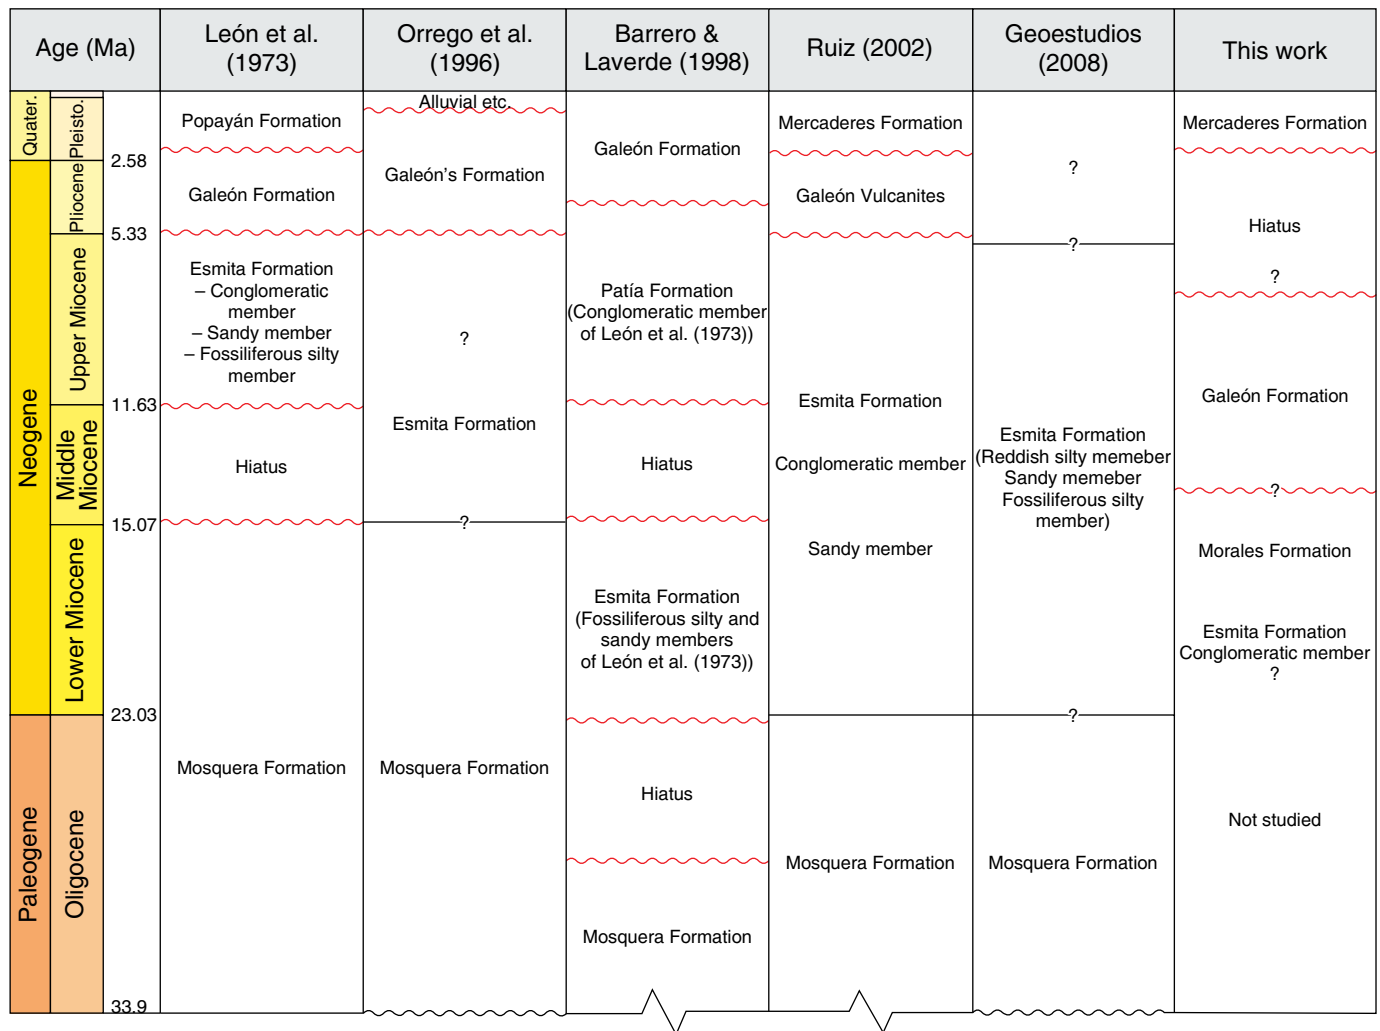 Age (Ma)
León et al.
(1973)
Orrego et al.
(1996)
Barrero &
Laverde (1998)
Ruiz (2002)
Geoestudios
(2008)
This work
Quater.
Neogene
Paleogene
Pleisto.
Pliocene
Upper Miocene
Middle
Miocene
Lower Miocene
Oligocene
2.58
5.33
11.63
15.07
23.03
33.9
Popayán Formation
Galeón Formation
Esmita Formation
– Conglomeratic
member
– Sandy member
– Fossiliferous silty
member
Hiatus
Mosquera Formation
Alluvial etc.
Galeón's Formation
?
Esmita Formation
?
Mosquera Formation
Galeón Formation
Patía Formation
(Conglomeratic member
of León et al. (1973))
Hiatus
Esmita Formation
(Fossiliferous silty and
sandy members
of León et al. (1973))
Hiatus
Mosquera Formation
Mercaderes Formation
Galeón Vulcanites
Esmita Formation
Conglomeratic member
Sandy member
Mosquera Formation
?
?
Esmita Formation
(Reddish silty memeber
Sandy memeber
Fossiliferous silty
member)
?
Mosquera Formation
Mercaderes Formation
Hiatus
?
Galeón Formation
?
Morales Formation
Esmita Formation
Conglomeratic member
?
Not studied